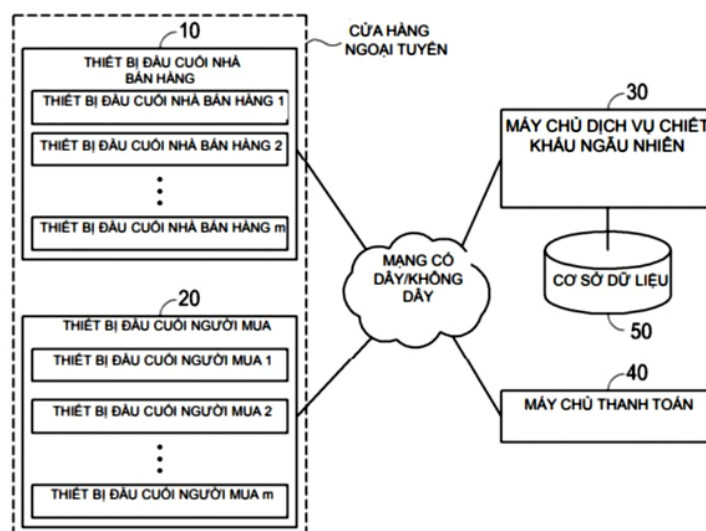 10
CỬA HÀNG
NGOẠI TUYẾN
THIẾT BỊ ĐẦU CUỐI NHÀ
BÁN HÀNG
THIẾT BỊ ĐẦU CUỐI NHÀ BÁN HÀNG 1
THIẾT BỊ ĐẦU CUỐI NHÀ BÁN HÀNG 2
THIẾT BỊ ĐẦU CUỐI NHÀ BÁN HÀNG m
20
THIẾT BỊ ĐẦU CUỐI NGƯỜI MUA
THIẾT BỊ ĐẦU CUỐI NGƯỜI MUA 1
THIẾT BỊ ĐẦU CUỐI NGƯỜI MUA 2
THIẾT BỊ ĐẦU CUỐI NGƯỜI MUA m
MẠNG CÓ
DÂY/KHÔNG
DÂY
30
MÁY CHỦ DỊCH VỤ CHIẾT
KHẤU NGẪU NHIÊN
CƠ SỞ DỮ LIỆU
50
40
MÁY CHỦ THANH TOÁN